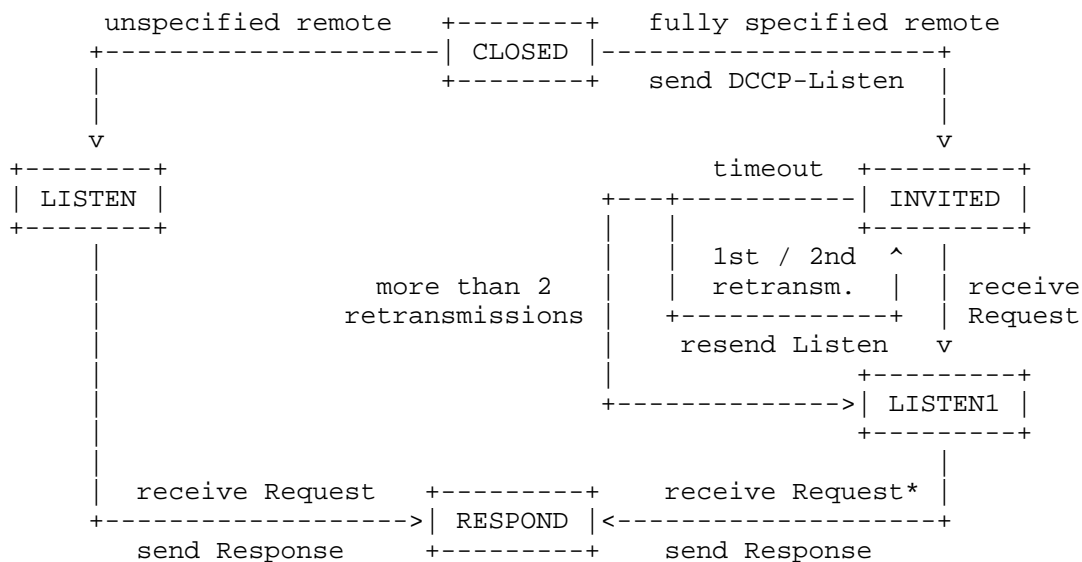 unspecified remote +--------+ fully specified remote
+---------------------| CLOSED |---------------------+
| +--------+ send DCCP-Listen |
| |
v v
+--------+ timeout +---------+
| LISTEN | +---+-----------| INVITED |
+--------+ | | +---------+
| | | 1st / 2nd ^ |
| more than 2 | | retransm. | | receive
| retransmissions | +-------------+ | Request
| | resend Listen v
| | +---------+
| +-------------->| LISTEN1 |
| +---------+
| |
| receive Request +---------+ receive Request* |
+------------------->| RESPOND |<--------------------+
send Response +---------+ send Response